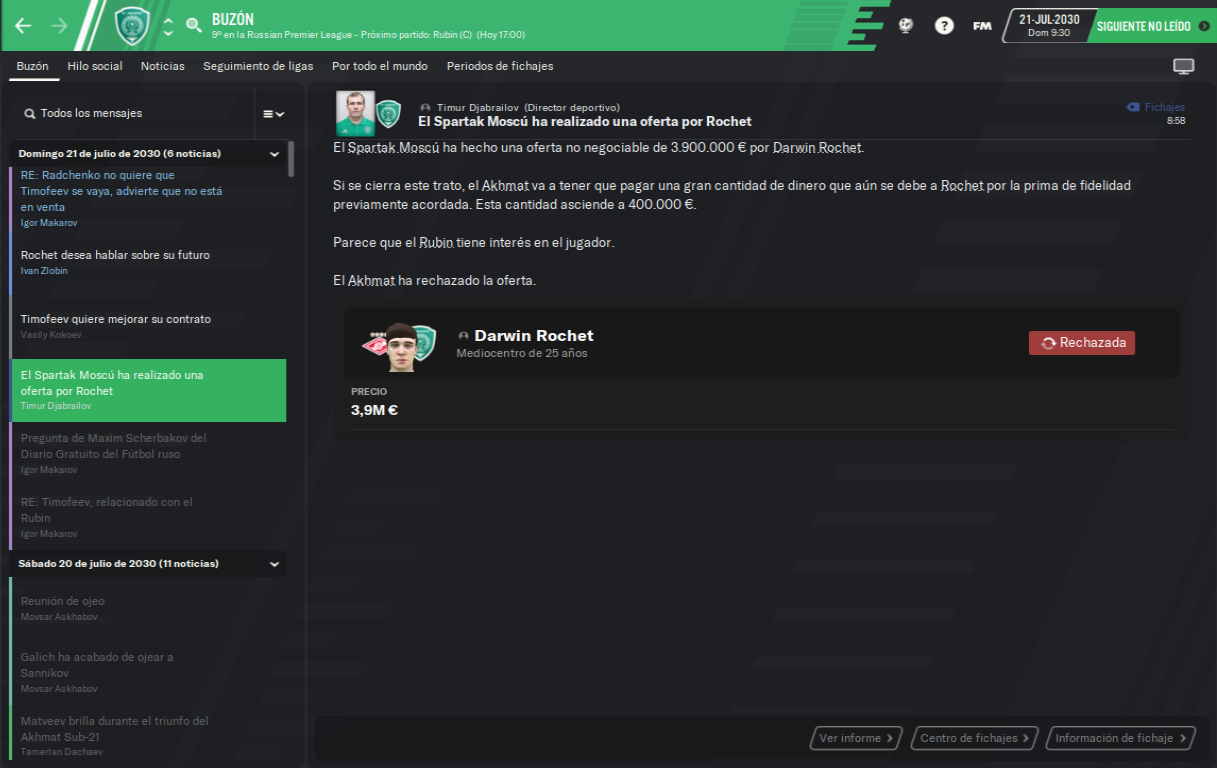 BUZÓN
9º en la Russian Premier League - Próximo partido: Rubin (C) (Hoy 17:00)
FM
21-JUL-2030
Dom 9:30
SIGUIENTE NO LEÍDO
Buzón Hilo social Noticias Seguimiento de ligas Por todo el mundo Periodos de fichajes
Todos los mensajes
Domingo 21 de julio de 2030 (6 noticias)
RE: Radchenko no quiere que
Timofeev se vaya, advierte que no está
en venta
Igor Makarov
Rochet desea hablar sobre su futuro
Ivan Zlobin
Timofeev quiere mejorar su contrato
Vasily Kokoev
El Spartak Moscú ha realizado una
oferta por Rochet
Timur Djabrailov
Pregunta de Maxim Scherbakov del
Diario Gratuito del Fútbol ruso
Igor Makarov
RE: Timofeev, relacionado con el
Rubin
Igor Makarov
Sábado 20 de julio de 2030 (11 noticias)
Reunión de ojeo
Movsar Askhabov
Galich ha acabado de ojear a
Sannikov
Movsar Askhabov
Matveev brilla durante el triunfo del
Akhmat Sub-21
Tamerlan Dachaev
Timur Djabrailov (Director deportivo)
El Spartak Moscú ha realizado una oferta por Rochet
Fichajes
8:58
El Spartak Moscú ha hecho una oferta no negociable de 3.900.000 € por Darwin Rochet.
Si se cierra este trato, el Akhmat va a tener que pagar una gran cantidad de dinero que aún se debe a Rochet por la prima de fidelidad
previamente acordada. Esta cantidad asciende a 400.000 €.
Parece que el Rubin tiene interés en el jugador.
El Akhmat ha rechazado la oferta.
Darwin Rochet
Mediocentro de 25 años
Rechazada
PRECIO
3,9M €
Ver informe
Centro de fichajes
Información de fichaje